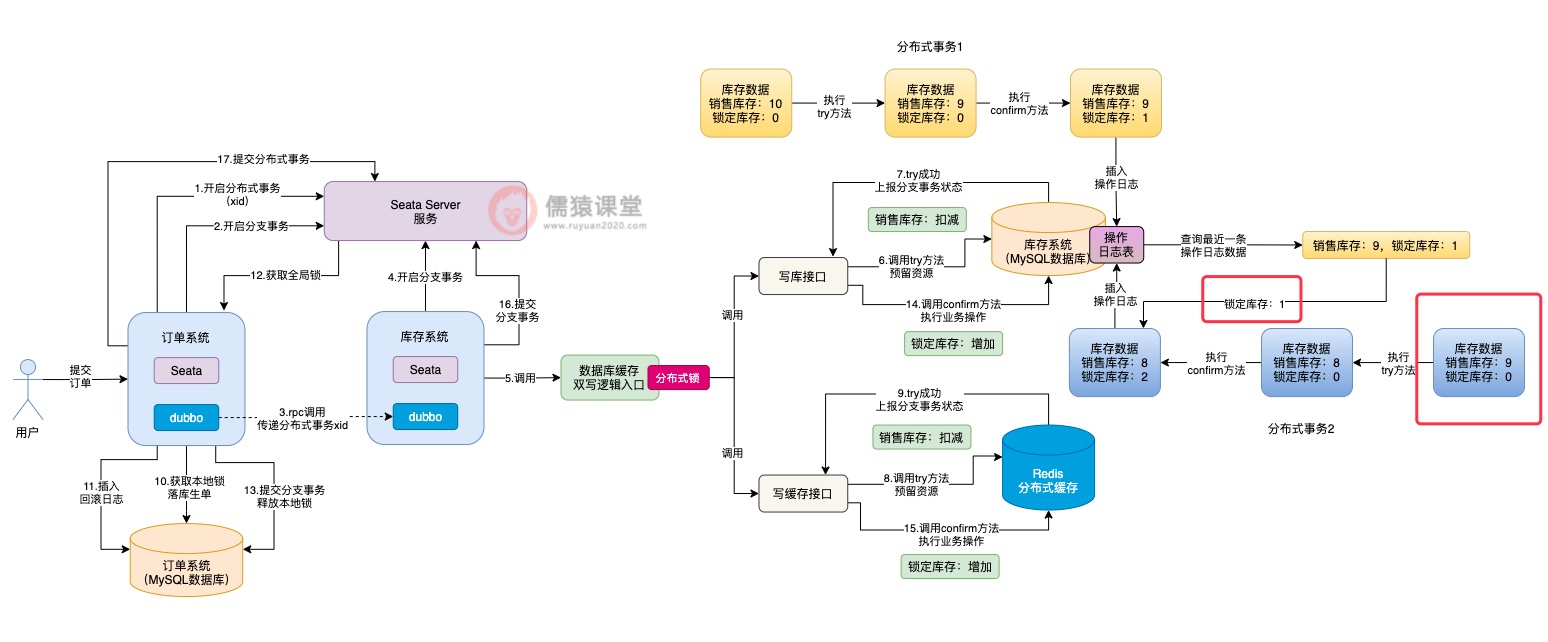 分布式事务1
库存数据
销售库存：10
锁定库存：0
执行
try方法
库存数据
销售库存：9
锁定库存：0
执行
confirm方法
库存数据
销售库存：9
锁定库存：1
插入
操作日志
17.提交分布式事务
1.开启分布式事务
(xid)
2.开启分支事务
Seata Server
服务
儒猿课堂
www.ruyuan2020.com
12.获取全局锁
4.开启分支事务
16.提交
分支事务
7.try成功
上报分支事务状态
销售库存：扣减
写库接口
6.调用try方法
预留资源
库存系统
（MySQL数据库）
操作
日志表
查询最近一条
操作日志数据
销售库存：9，锁定库存：1
14.调用confirm方法
执行业务操作
锁定库存：增加
插入
操作日志
锁定库存：1
库存数据
销售库存：8
锁定库存：2
执行
confirm方法
库存数据
销售库存：8
锁定库存：0
执行
try方法
库存数据
销售库存：9
锁定库存：0
分布式事务2
用户
提交
订单
订单系统
Seata
dubbo
3.rpc调用
传递分布式事务xid
库存系统
Seata
dubbo
5.调用
数据库缓存
双写逻辑入口
分布式锁
调用
调用
9.try成功
上报分支事务状态
销售库存：扣减
写缓存接口
8.调用try方法
预留资源
Redis
分布式缓存
15.调用confirm方法
执行业务操作
锁定库存：增加
11.插入
回滚日志
10.获取本地锁
落库生单
13.提交分支事务
释放本地锁
订单系统
（MySQL数据库）